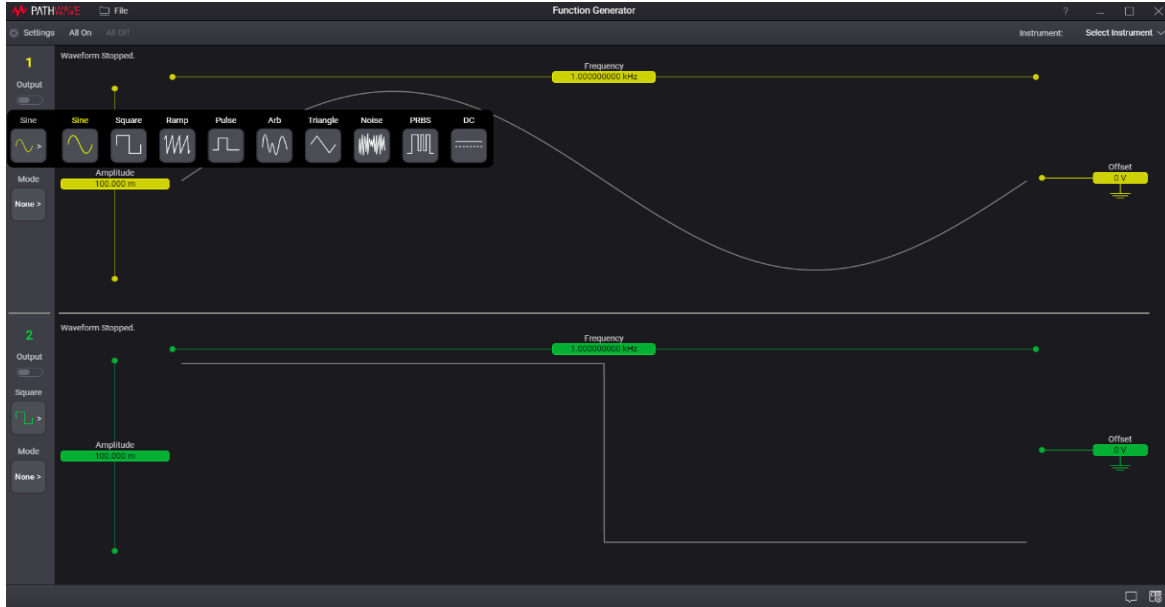 PATHWAVE File Function Generator ?
Settings All On All Off Instrument: Select Instrument
1 Waveform Stopped.
Frequency
1.000000000 kHz
Output
Sine Sine Square Ramp Pulse Arb Triangle Noise PRBS DC
>
Mode Amplitude Offset
100.000 m 0 V
None >
2 Waveform Stopped.
Frequency
1.000000000 kHz
Output
Square
>
Mode Amplitude Offset
100.000 m 0 V
None >